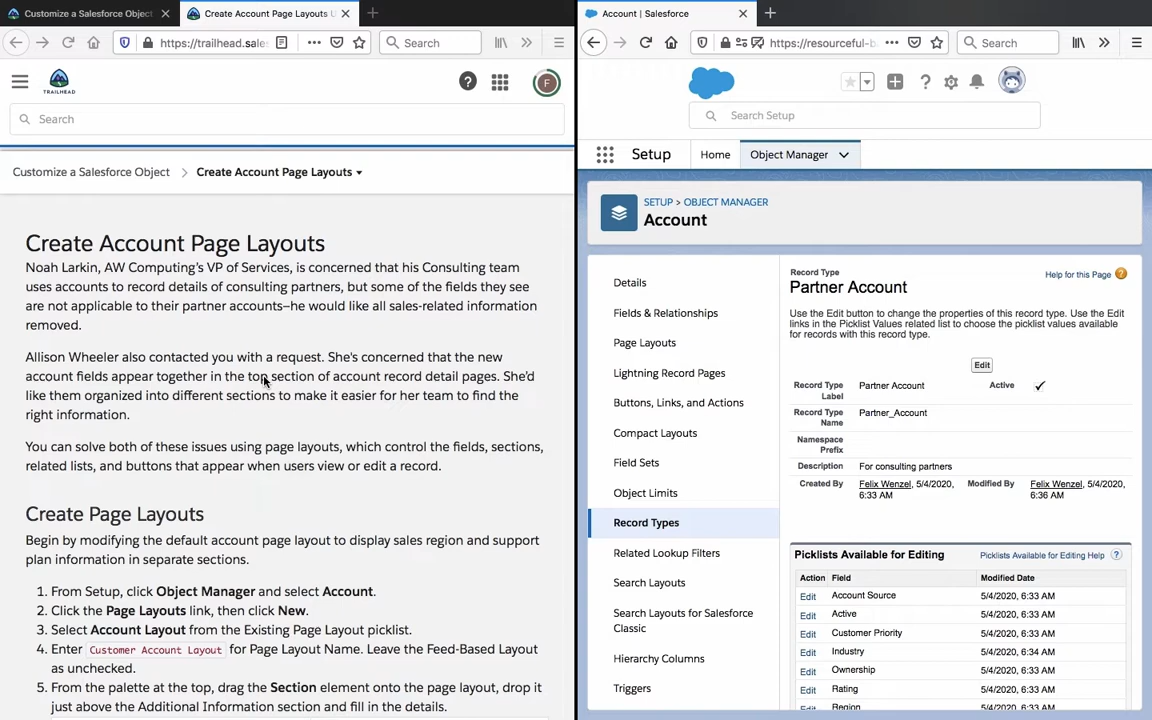 Customize a Salesforce Object
Create Account Page Layouts U
Account | Salesforce
https://trailhead.sale
Search
https://resourceful-b
Search
TRAILHEAD
F
Search
Search Setup
Setup
Home
Object Manager
Customize a Salesforce Object > Create Account Page Layouts
SETUP > OBJECT MANAGER
Account
Create Account Page Layouts
Noah Larkin, AW Computing's VP of Services, is concerned that his Consulting team
uses accounts to record details of consulting partners, but some of the fields they see
are not applicable to their partner accounts–he would like all sales-related information
removed.
Allison Wheeler also contacted you with a request. She's concerned that the new
account fields appear together in the top section of account record detail pages. She'd
like them organized into different sections to make it easier for her team to find the
right information.
You can solve both of these issues using page layouts, which control the fields, sections,
related lists, and buttons that appear when users view or edit a record.
Create Page Layouts
Begin by modifying the default account page layout to display sales region and support
plan information in separate sections.
1. From Setup, click Object Manager and select Account.
2. Click the Page Layouts link, then click New.
3. Select Account Layout from the Existing Page Layout picklist.
4. Enter Customer Account Layout for Page Layout Name. Leave the Feed-Based Layout
as unchecked.
5. From the palette at the top, drag the Section element onto the page layout, drop it
just above the Additional Information section and fill in the details.
Details
Fields & Relationships
Page Layouts
Lightning Record Pages
Buttons, Links, and Actions
Compact Layouts
Field Sets
Object Limits
Record Types
Related Lookup Filters
Search Layouts
Search Layouts for Salesforce
Classic
Hierarchy Columns
Triggers
Record Type
Partner Account
Help for this Page
Use the Edit button to change the properties of this record type. Use the Edit
links in the Picklist Values related list to choose the picklist values available
for records with this record type.
Edit
Record Type
Label
Partner Account
Active
Record Type
Name
Partner_Account
Namespace
Prefix
Description
For consulting partners
Created By
Felix Wenzel, 5/4/2020,
6:33 AM
Modified By
Felix Wenzel, 5/4/2020,
6:36 AM
Picklists Available for Editing
Picklists Available for Editing Help
Action Field Modified Date
Edit Account Source 5/4/2020, 6:33 AM
Edit Active 5/4/2020, 6:33 AM
Edit Customer Priority 5/4/2020, 6:33 AM
Edit Industry 5/4/2020, 6:34 AM
Edit Ownership 5/4/2020, 6:33 AM
Edit Rating 5/4/2020, 6:33 AM
Edit Region 5/4/2020, 6:33 AM